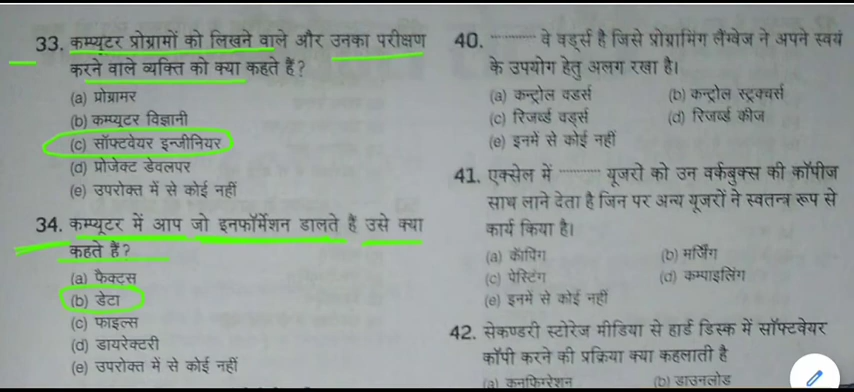 33. कम्प्यूटर प्रोग्रामों को लिखने वाले और उनका परीक्षण
करने वाले व्यक्ति को क्या कहते हैं?
(a) प्रोग्रामर
(b) कम्प्यूटर विज्ञानी
(c) सॉफ्टवेयर इन्जीनियर
(d) प्रोजेक्ट डेवलपर
(e) उपरोक्त में से कोई नहीं
34. कम्प्यूटर में आप जो इनफॉर्मेशन डालते हैं उसे क्या
कहते हैं?
(a) फैक्ट्स
(b) डेटा
(c) फाइल्स
(d) डायरेक्टरी
(e) उपरोक्त में से कोई नहीं
40. ............ वे वर्ड्स है जिसे प्रोग्रामिंग लैंग्वेज ने अपने स्वयं
के उपयोग हेतु अलग रखा है।
(a) कन्ट्रोल वर्ड्स (b) कन्ट्रोल स्ट्रक्चर्स
(c) रिजर्व्ड वर्ड्स (d) रिजर्व्ड कीज
(e) इनमें से कोई नहीं
41. एक्सेल में ............ यूजरों को उन वर्कबुक्स की कॉपीज
साथ लाने देता है जिन पर अन्य यूजरों ने स्वतन्त्र रूप से
कार्य किया है।
(a) कॉपिंग (b) मर्जिंग
(c) पेस्टिंग (d) कम्पाइलिंग
(e) इनमें से कोई नहीं
42. सेकण्डरी स्टोरेज मीडिया से हार्ड डिस्क में सॉफ्टवेयर
कॉपी करने की प्रक्रिया क्या कहलाती है
(a) कनफिगरेशन (b) डाउनलोड